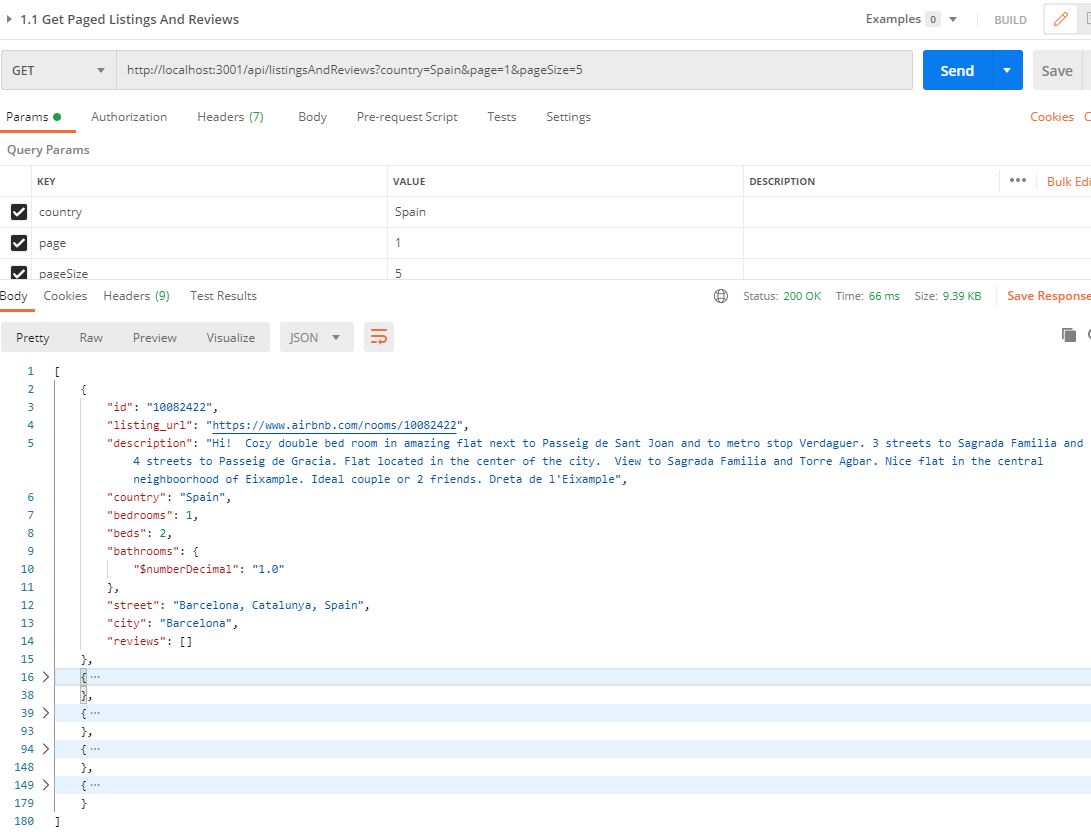 1.1 Get Paged Listings And Reviews
Examples 0
BUILD
GET
http://localhost:3001/api/listingsAndReviews?country=Spain&page=1&pageSize=5
Send
Save
Params
Authorization
Headers (7)
Body
Pre-request Script
Tests
Settings
Cookies
Query Params
KEY VALUE DESCRIPTION ••• Bulk Edi
country Spain
page 1
pageSize 5
Body Cookies Headers (9) Test Results
Status: 200 OK Time: 66 ms Size: 9.39 KB Save Response
Pretty Raw Preview Visualize JSON
1 [
2 {
3 "id": "10082422",
4 "listing_url": "https://www.airbnb.com/rooms/10082422",
5 "description": "Hi!  Cozy double bed room in amazing flat next to Passeig de Sant Joan and to metro stop Verdaguer. 3 streets to Sagrada Familia and
4 streets to Passeig de Gracia. Flat located in the center of the city.  View to Sagrada Familia and Torre Agbar. Nice flat in the central
neighboorhood of Eixample. Ideal couple or 2 friends. Dreta de l'Eixample",
6 "country": "Spain",
7 "bedrooms": 1,
8 "beds": 2,
9 "bathrooms": {
10 "$numberDecimal": "1.0"
11 },
12 "street": "Barcelona, Catalunya, Spain",
13 "city": "Barcelona",
14 "reviews": []
15 },
16 { ···
38 },
39 { ···
93 },
94 { ···
148 },
149 { ···
179 }
180 ]